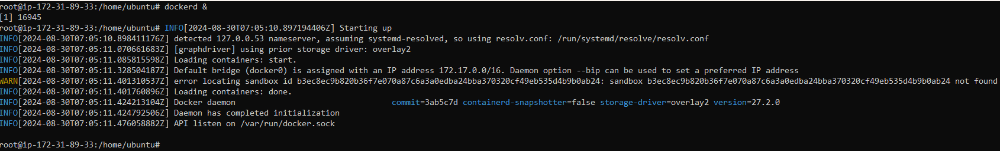 root@ip-172-31-89-33:/home/ubuntu# dockerd &
[1] 16945
root@ip-172-31-89-33:/home/ubuntu# INFO[2024-08-30T07:05:10.897194406Z] Starting up
INFO[2024-08-30T07:05:10.898411176Z] detected 127.0.0.53 nameserver, assuming systemd-resolved, so using resolv.conf: /run/systemd/resolve/resolv.conf
INFO[2024-08-30T07:05:11.070661683Z] [graphdriver] using prior storage driver: overlay2
INFO[2024-08-30T07:05:11.085815598Z] Loading containers: start.
INFO[2024-08-30T07:05:11.328504187Z] Default bridge (docker0) is assigned with an IP address 172.17.0.0/16. Daemon option --bip can be used to set a preferred IP address
WARN[2024-08-30T07:05:11.401310537Z] error locating sandbox id b3ec8ec9b820b36f7e070a87c6a3a0edba24bba370320cf49eb535d4b9b0ab24: sandbox b3ec8ec9b820b36f7e070a87c6a3a0edba24bba370320cf49eb535d4b9b0ab24 not found
INFO[2024-08-30T07:05:11.401760896Z] Loading containers: done.
INFO[2024-08-30T07:05:11.424213104Z] Docker daemon commit=3ab5c7d containerd-snapshotter=false storage-driver=overlay2 version=27.2.0
INFO[2024-08-30T07:05:11.424792506Z] Daemon has completed initialization
INFO[2024-08-30T07:05:11.476058882Z] API listen on /var/run/docker.sock
root@ip-172-31-89-33:/home/ubuntu#